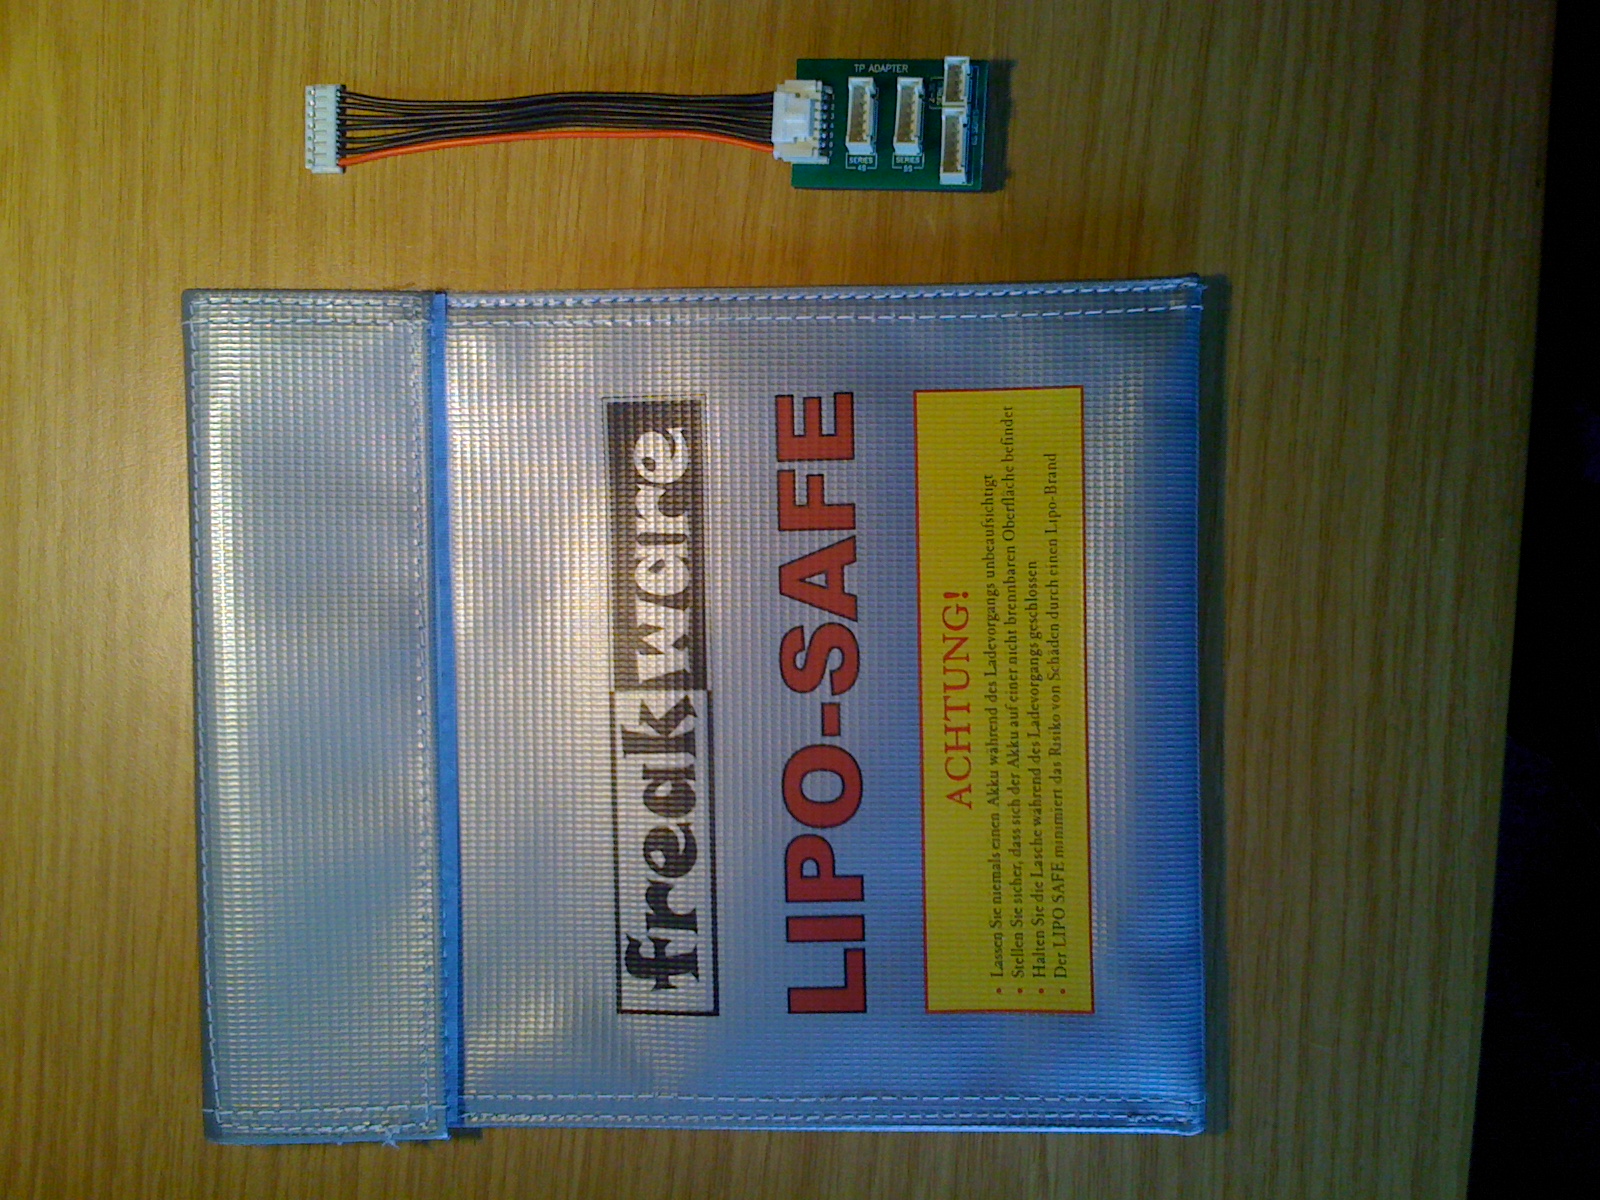 TP ADAPTER
SERIES
4S
SERIES
5S
freakware
LIPO-SAFE
ACHTUNG!
• Lassen Sie niemals einen Akku während des Ladevorgangs unbeaufsichtigt
• Stellen Sie sicher, dass sich der Akku auf einer nicht brennbaren Oberfläche befindet
• Halten Sie die Lasche während des Ladevorgangs geschlossen
• Der LIPO SAFE minimiert das Risiko von Schäden durch einen Lipo-Brand